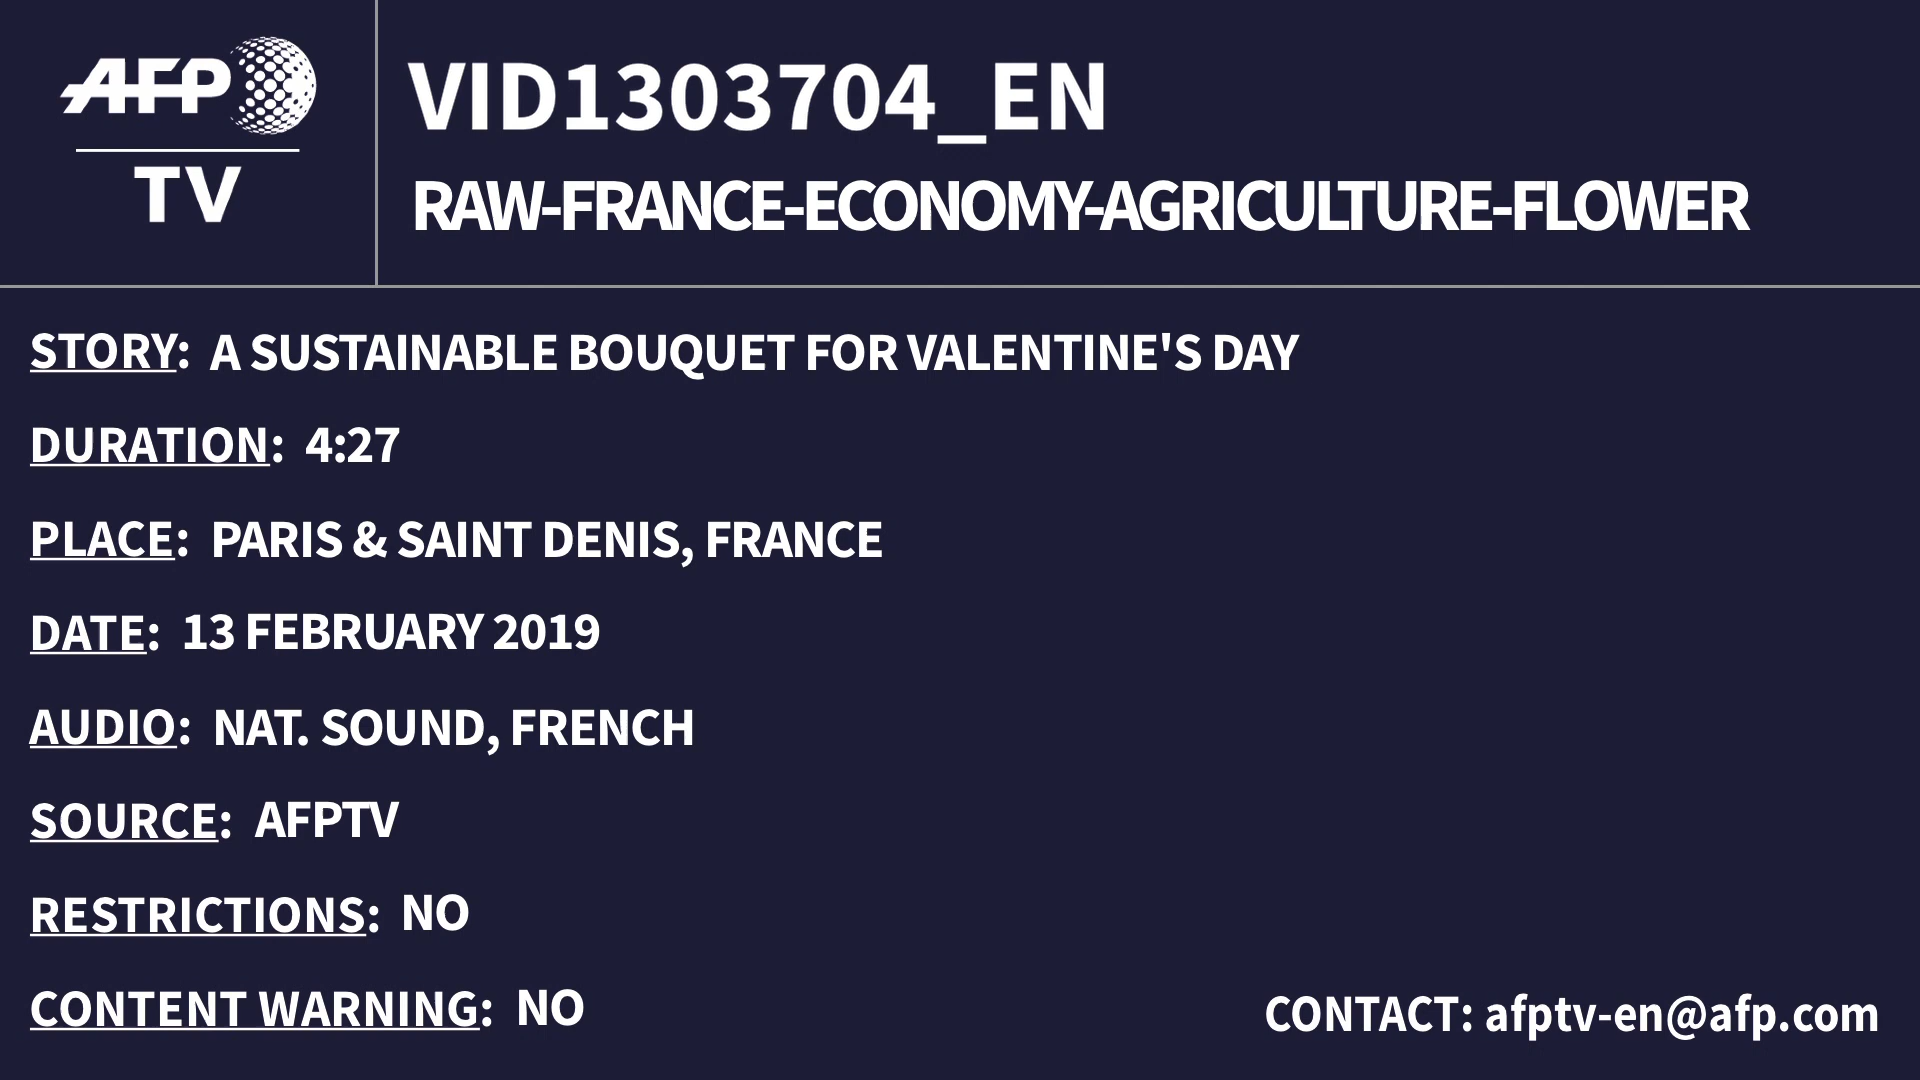 AFP
TV
VID1303704_EN
RAW-FRANCE-ECONOMY-AGRICULTURE-FLOWER
STORY: A SUSTAINABLE BOUQUET FOR VALENTINE'S DAY
DURATION: 4:27
PLACE: PARIS & SAINT DENIS, FRANCE
DATE: 13 FEBRUARY 2019
AUDIO: NAT. SOUND, FRENCH
SOURCE: AFPTV
RESTRICTIONS: NO
CONTENT WARNING: NO
CONTACT: afptv-en@afp.com